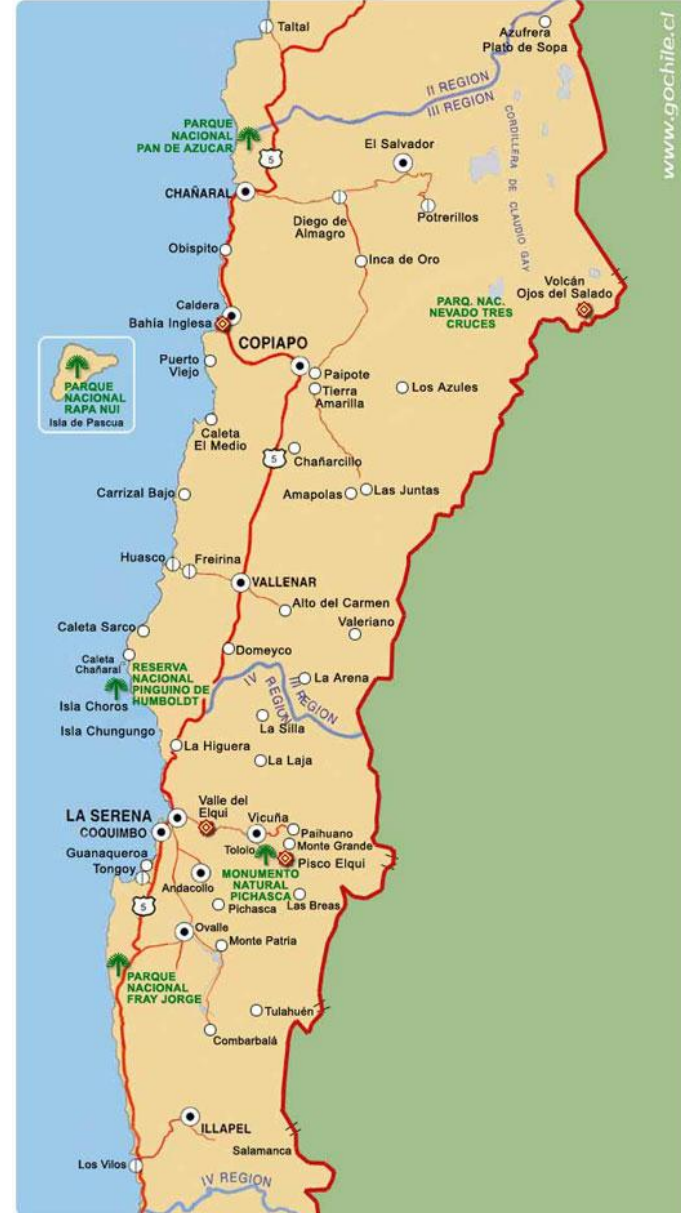 Taltal
Azufrera
Plato de Sopa
www.gochile.cl
II REGION
III REGION
PARQUE
NACIONAL
PAN DE AZUCAR
5
El Salvador
CORDILLERA DE CLAUDIO GAY
CHAÑARAL
Diego de
Almagro
Potrerillos
Obispito
Inca de Oro
Volcán
Ojos del Salado
PARQ. NAC.
NEVADO TRES
CRUCES
Caldera
Bahía Inglesa
COPIAPO
Puerto
Viejo
Paipote
Tierra
Amarilla
Los Azules
PARQUE
NACIONAL
RAPA NUI
Isla de Pascua
Caleta
El Medio
5
Chañarcillo
Carrizal Bajo
Amapolas
Las Juntas
Huasco
Freirina
VALLENAR
Alto del Carmen
Valeriano
Caleta Sarco
Domeyco
Caleta
Chañaral
RESERVA
NACIONAL
PINGUINO DE
HUMBOLDT
IV REGION
III REGION
La Arena
Isla Choros
La Silla
Isla Chungungo
La Higuera
La Laja
LA SERENA
COQUIMBO
Valle del
Elqui
Vicuña
Paihuano
Monte Grande
Tololo
Pisco Elqui
Guanaqueroa
Tongoy
MONUMENTO
NATURAL
PICHASCA
Andacollo
5
Pichasca
Las Breas
Ovalle
Monte Patria
PARQUE
NACIONAL
FRAY JORGE
Tulahuén
Combarbalá
ILLAPEL
Salamanca
Los Vilos
IV REGION